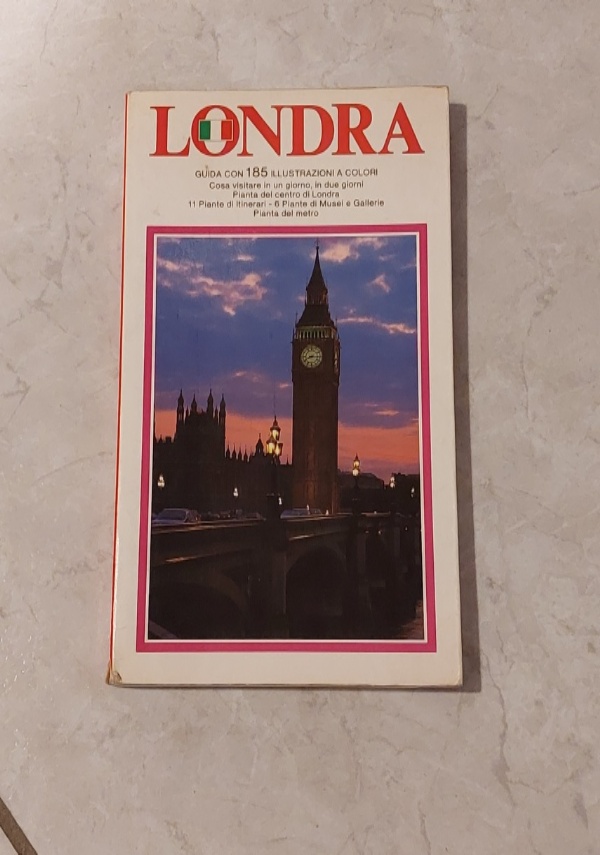 LONDRA
GUIDA CON 185 ILLUSTRAZIONI A COLORI
Cosa visitare in un giorno, in due giorni
Pianta del centro di Londra
11 Piante di Itinerari - 6 Piante di Musei e Gallerie
Pianta del metro